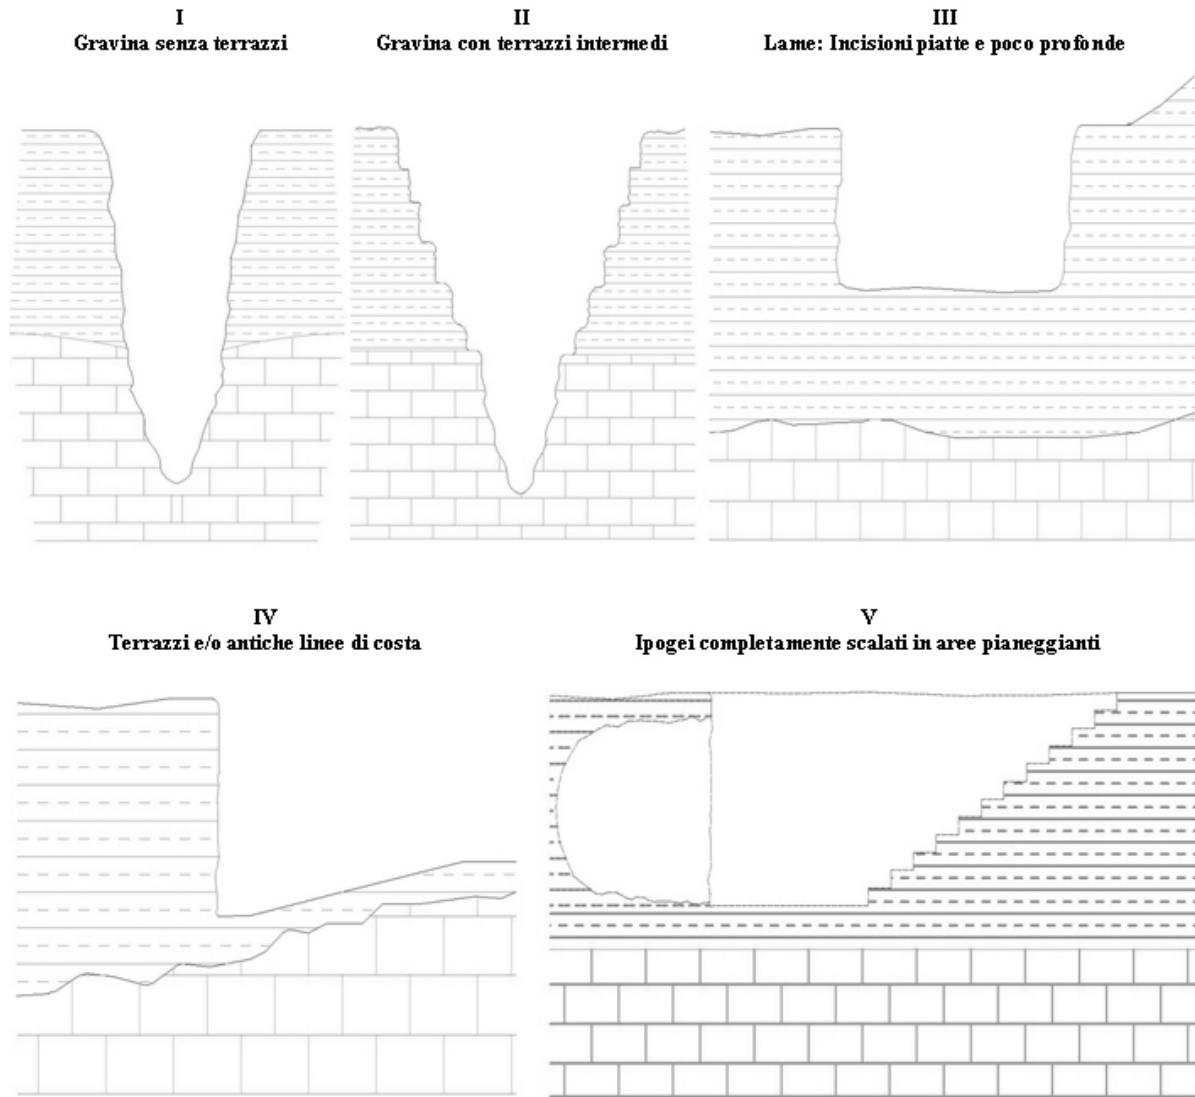 I
Gravina senza terrazzi
II
Gravina con terrazzi intermedi
III
Lame: Incisioni piatte e poco profonde
IV
Terrazzi e/o antiche linee di costa
V
Ipogei completamente scalati in aree pianeggianti